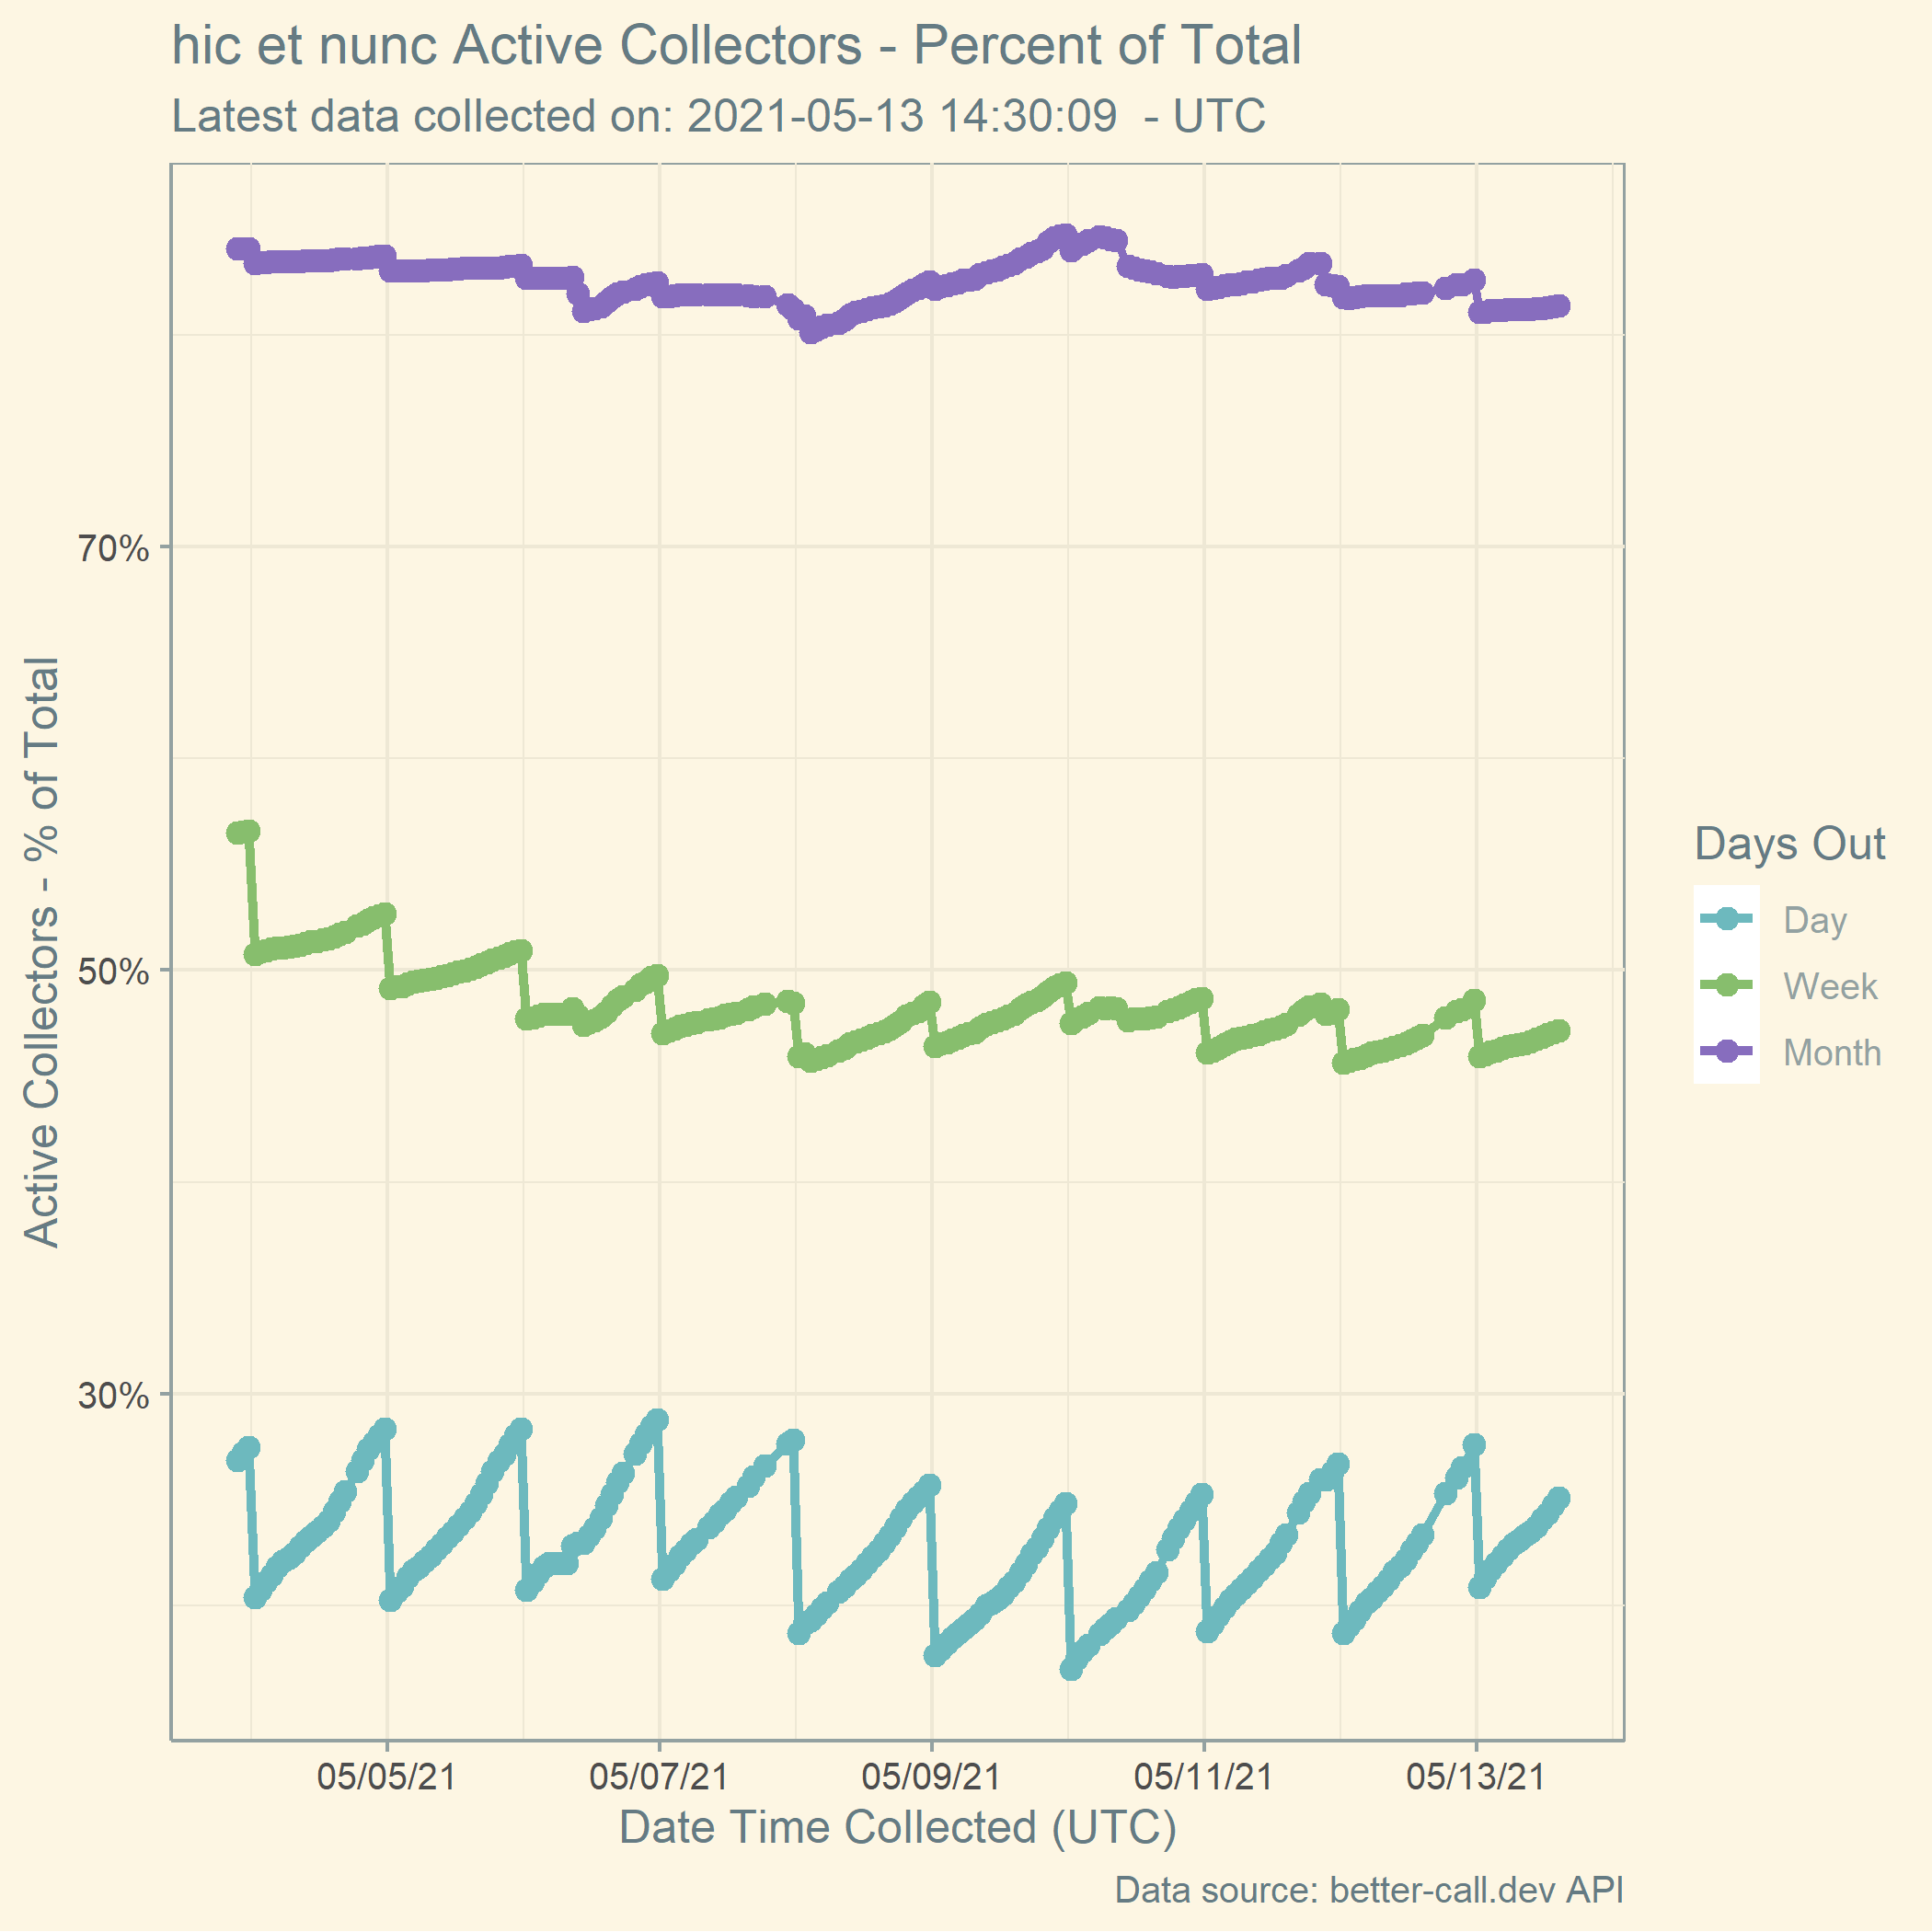 hic et nunc Active Collectors - Percent of Total
Latest data collected on: 2021-05-13 14:30:09  - UTC
Active Collectors - % of Total
70%
50%
30%
05/05/21
05/07/21
05/09/21
05/11/21
05/13/21
Date Time Collected (UTC)
Days Out
Day
Week
Month
Data source: better-call.dev API